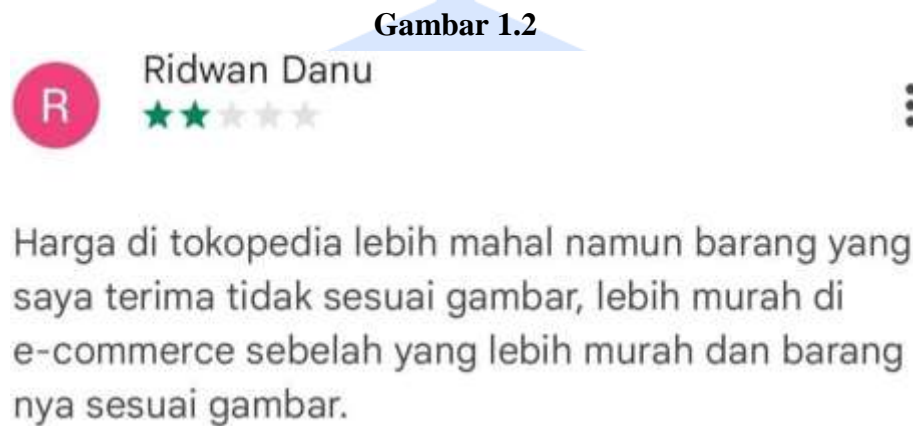 Gambar 1.2
Ridwan Danu
R
Harga di tokopedia lebih mahal namun barang yang
saya terima tidak sesuai gambar, lebih murah di
e-commerce sebelah yang lebih murah dan barang
nya sesuai gambar.